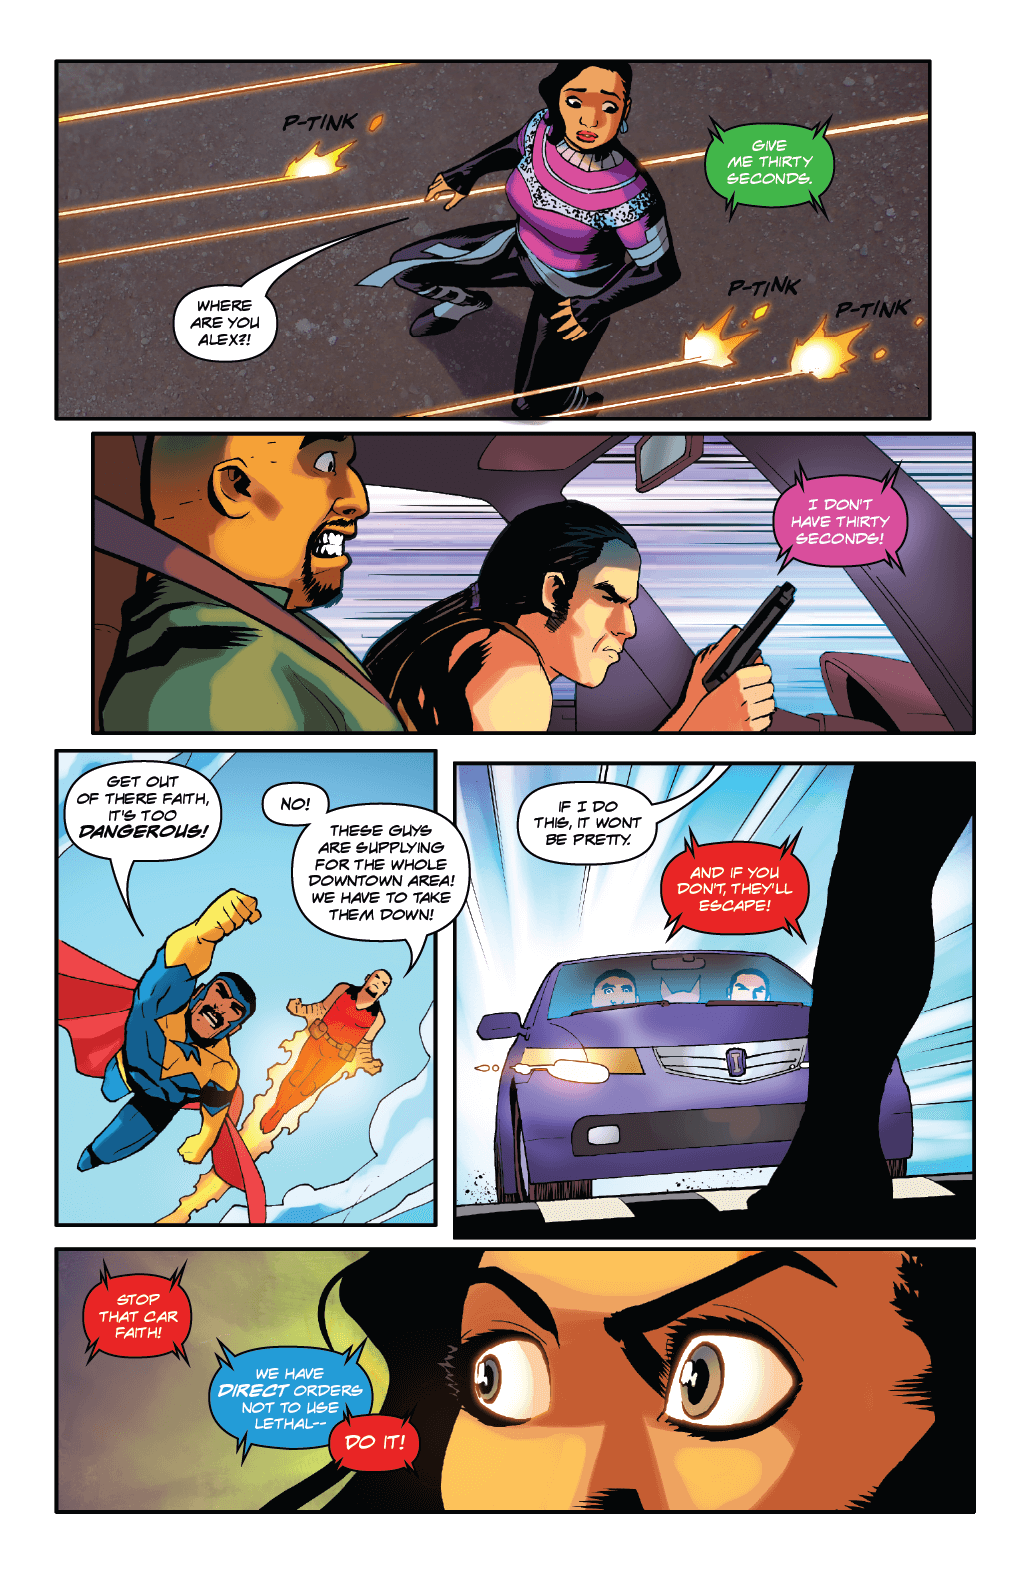 P-TINK
GIVE
ME THIRTY
SECONDS.
WHERE
ARE YOU
ALEX?!
P-TINK
P-TINK
I DON'T
HAVE THIRTY
SECONDS!
GET OUT
OF THERE FAITH,
IT'S TOO
DANGEROUS!
NO!
THESE GUYS
ARE SUPPLYING
FOR THE WHOLE
DOWNTOWN AREA!
WE HAVE TO TAKE
THEM DOWN!
IF I DO
THIS, IT WONT
BE PRETTY.
AND IF YOU
DON'T, THEY'LL
ESCAPE!
I
STOP
THAT CAR
FAITH!
WE HAVE
DIRECT ORDERS
NOT TO USE
LETHAL--
DO IT!